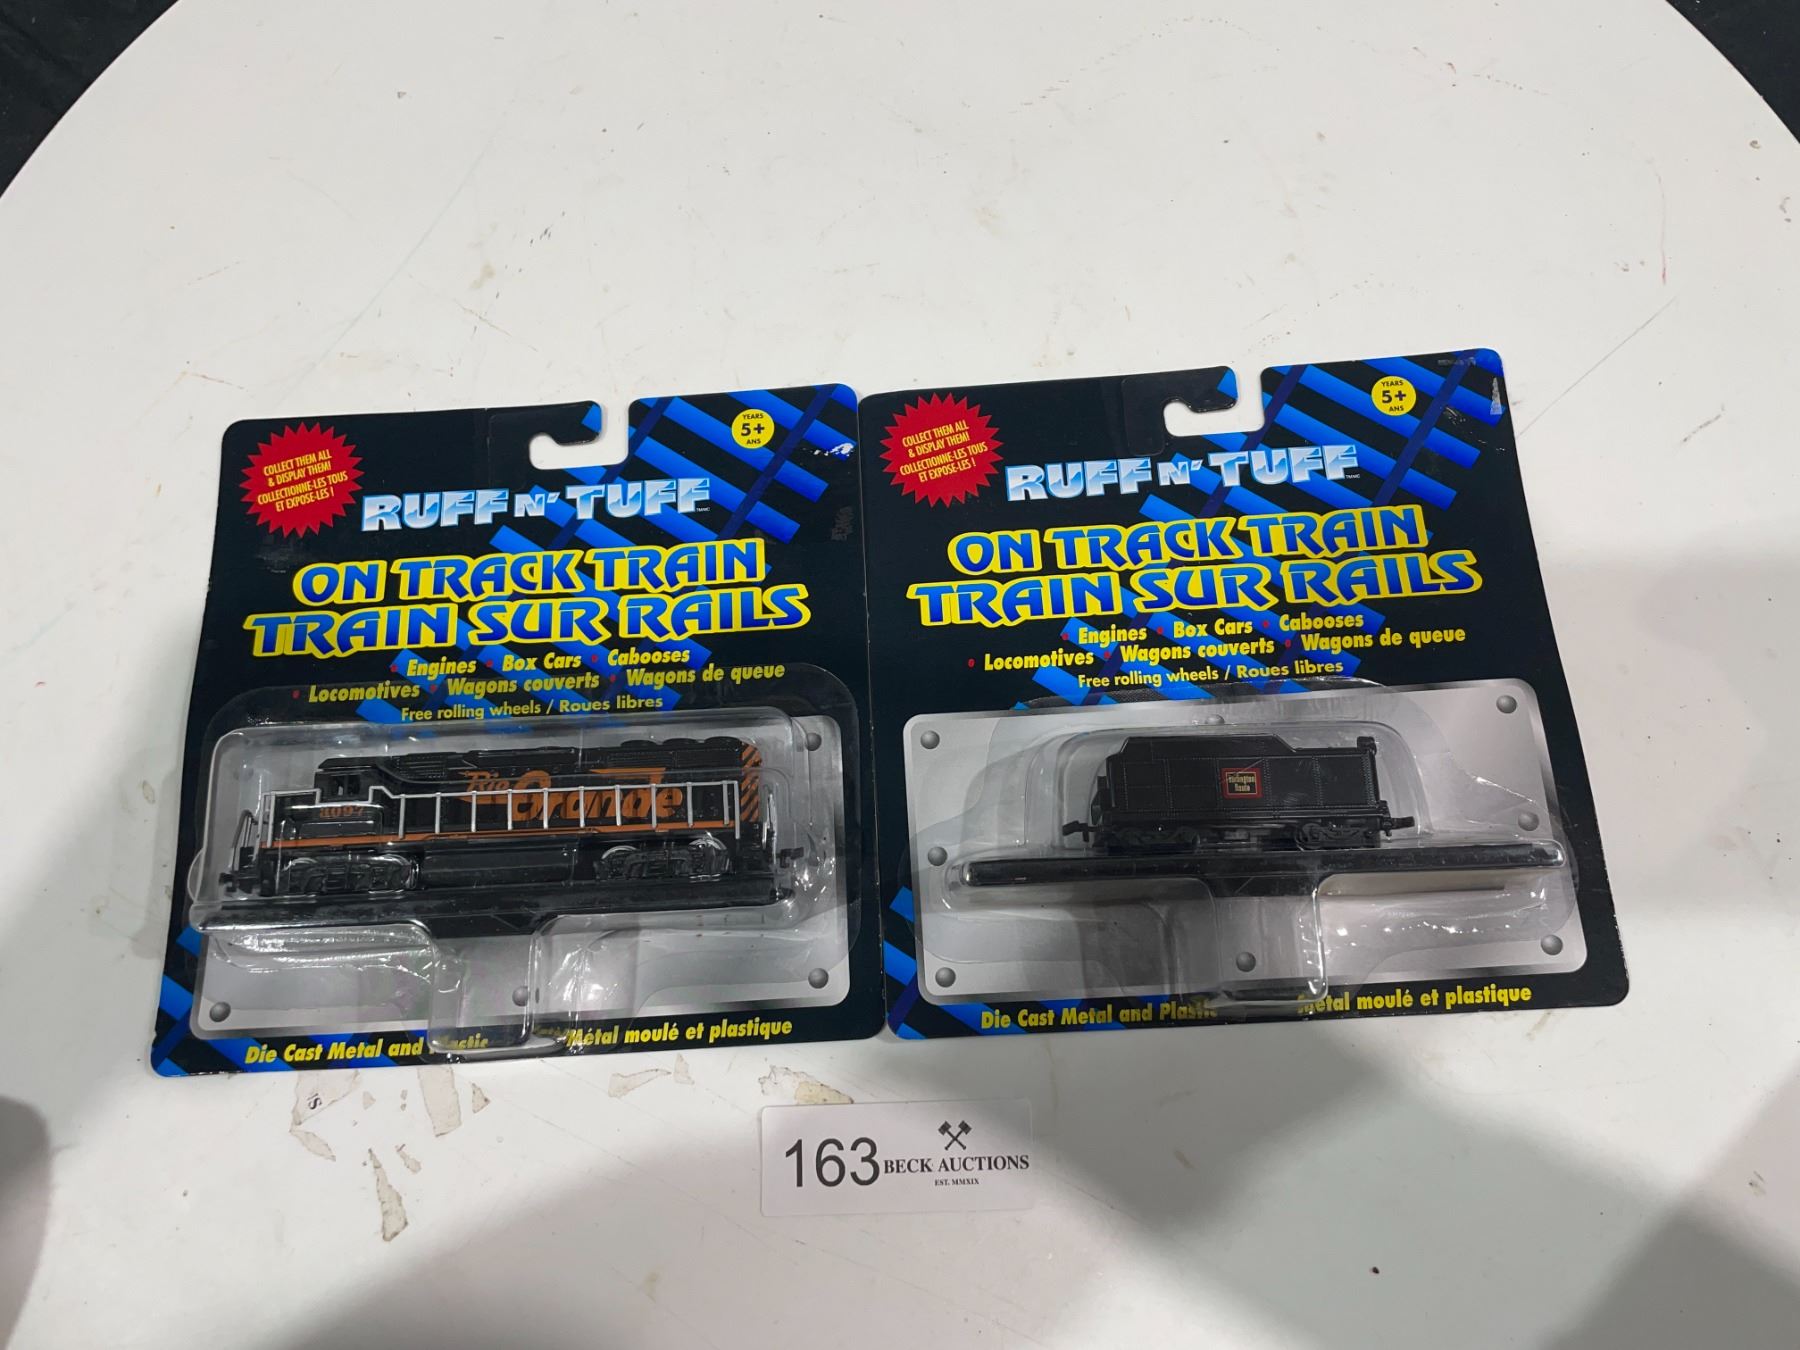 COLLECT THEM ALL
& DISPLAY THEM!
COLLECTIONNE-LES TOUS
ET EXPOSE-LES !
YEARS
5+
ANS
RUFF N' TUFF
ON TRACK TRAIN
TRAIN SUR RAILS
• Engines • Box Cars • Cabooses
• Locomotives • Wagons couverts • Wagons de queue
Free rolling wheels / Roues libres
Rio Grande
Die Cast Metal and Plastic
Métal moulé et plastique
COLLECT THEM ALL
& DISPLAY THEM!
COLLECTIONNE-LES TOUS
ET EXPOSE-LES !
YEARS
5+
ANS
RUFF N' TUFF
ON TRACK TRAIN
TRAIN SUR RAILS
• Engines • Box Cars • Cabooses
• Locomotives • Wagons couverts • Wagons de queue
Free rolling wheels / Roues libres
Burlington
Route
Die Cast Metal and Plastic
Métal moulé et plastique
163
BECK AUCTIONS
EST. MMXIX